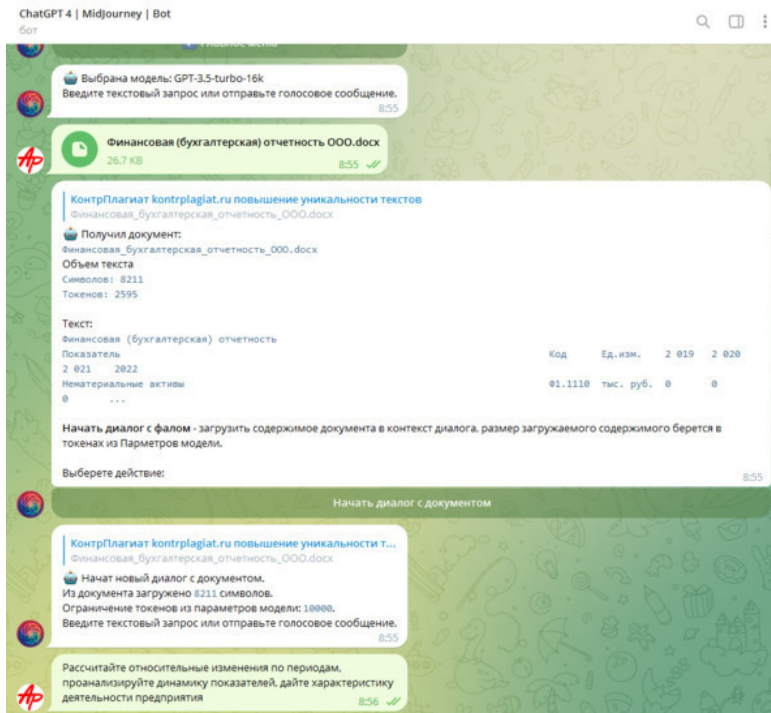 ChatGPT 4 | MidJourney | Bot
бот
Главное меню
Выбрана модель: GPT-3.5-turbo-16k
Введите текстовый запрос или отправьте голосовое сообщение.
8:55
Финансовая (бухгалтерская) отчетность ООО.docx
26.7 KB
8:55
КонтрПлагиат kontrplagiat.ru повышение уникальности текстов
Финансовая_бухгалтерская_отчетность_ООО.docx
Получил документ:
Финансовая_бухгалтерская_отчетность_ООО.docx
Объем текста
Символов: 8211
Токенов: 2595
Текст:
Финансовая (бухгалтерская) отчетность
Показатель Код Ед.изм. 2 019 2 020
2 021 2022
Нематериальные активы Ф1.1110 тыс. руб. 0 0
0 ...
Начать диалог с фалом - загрузить содержимое документа в контекст диалога, размер загружаемого содержимого берется в
токенах из Парметров модели.
Выберете действие:
8:55
Начать диалог с документом
КонтрПлагиат kontrplagiat.ru повышение уникальности т...
Финансовая_бухгалтерская_отчетность_ООО.docx
Начат новый диалог с документом.
Из документа загружено 8211 символов.
Ограничение токенов из параметров модели: 10000.
Введите текстовый запрос или отправьте голосовое сообщение.
8:55
Рассчитайте относительные изменения по периодам,
проанализируйте динамику показателей, дайте характеристику
деятельности предприятия
8:56
Ар